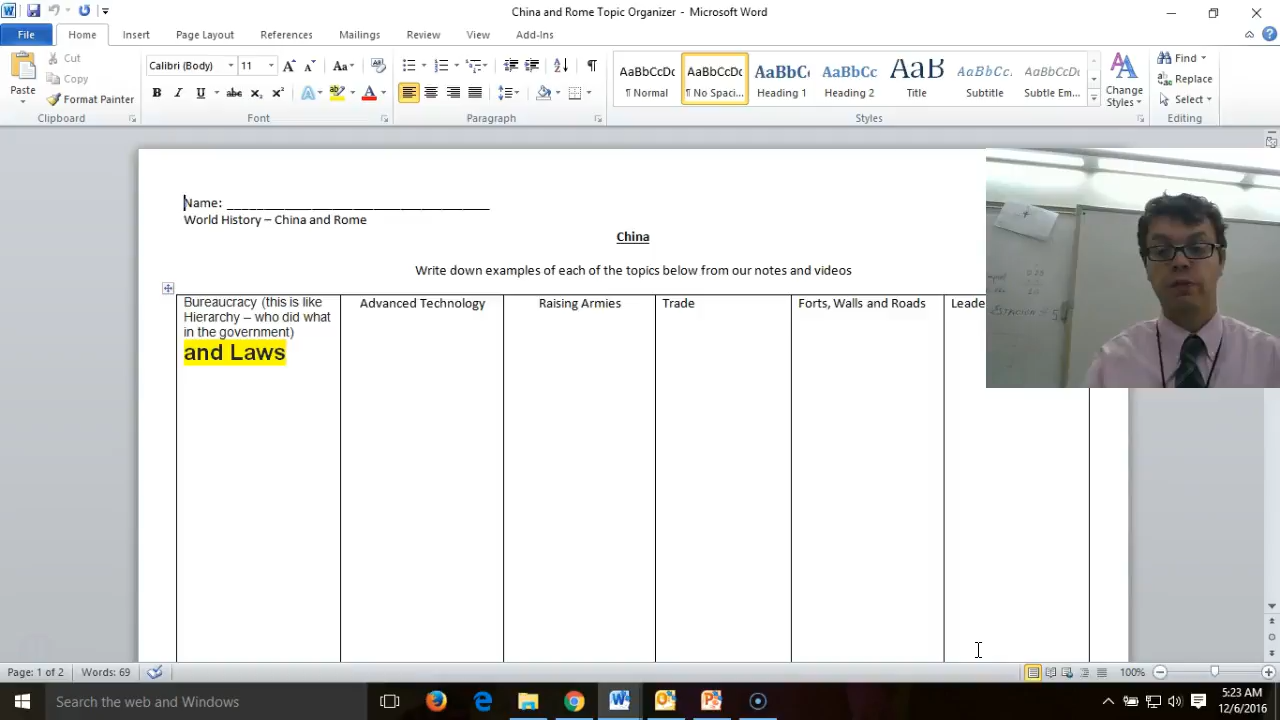 China and Rome Topic Organizer - Microsoft Word
File Home Insert Page Layout References Mailings Review View Add-Ins
Paste
Cut
Copy
Format Painter
Clipboard
Calibri (Body) 11
Font
Paragraph
AaBbCcDc AaBbCcDc AaBbC AaBbCc AaB AaBbCc. AaBbCcDc
¶ Normal ¶ No Spaci... Heading 1 Heading 2 Title Subtitle Subtle Em...
Change Styles
Styles
Find
Replace
Select
Editing
Name: ___________________________________
World History – China and Rome
China
Write down examples of each of the topics below from our notes and videos
Bureaucracy (this is like
Hierarchy – who did what
in the government)
and Laws
Advanced Technology
Raising Armies
Trade
Forts, Walls and Roads
Leade
Page: 1 of 2 Words: 69 100%
Search the web and Windows
5:23 AM
12/6/2016